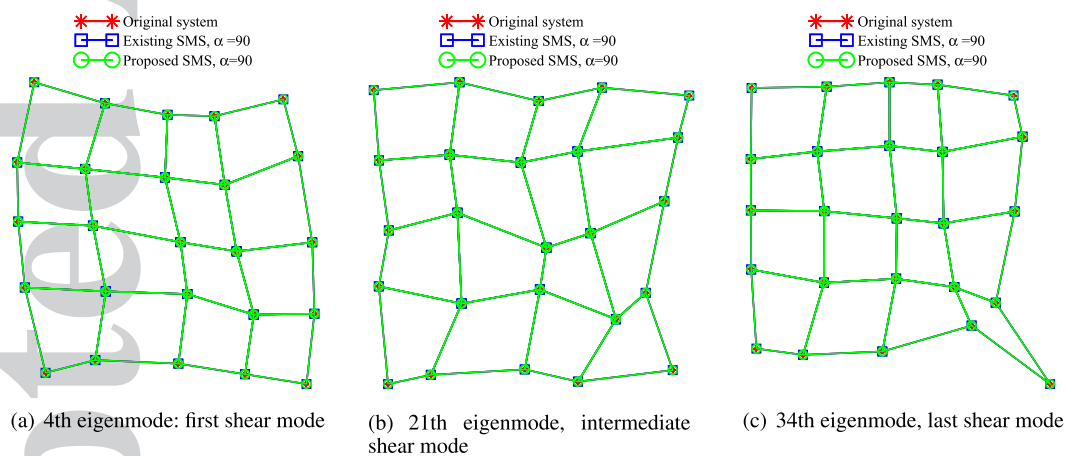 Original system
Existing SMS, α =90
Proposed SMS, α=90
Original system
Existing SMS, α =90
Proposed SMS, α=90
Original system
Existing SMS, α =90
Proposed SMS, α=90
(a) 4th eigenmode: first shear mode
(b) 21th eigenmode, intermediate
shear mode
(c) 34th eigenmode, last shear mode